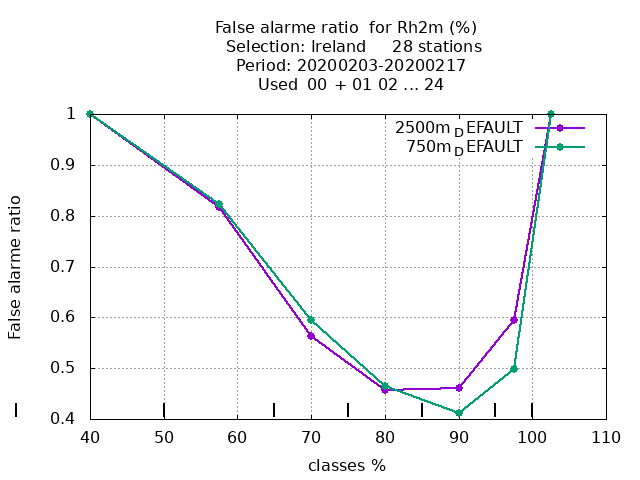 False alarme ratio  for Rh2m (%)
Selection: Ireland     28 stations
Period: 20200203-20200217
Used  00  + 01 02 ... 24
2500m_DEFAULT
750m_DEFAULT
1
0.9
0.8
0.7
0.6
0.5
0.4
False alarme ratio
40 50 60 70 80 90 100 110
classes %